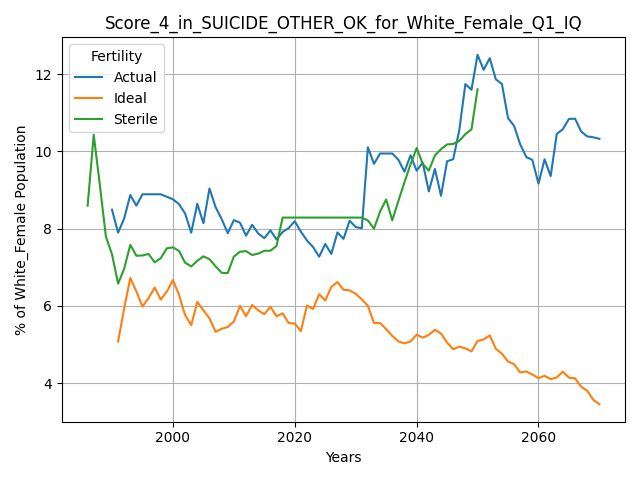 Score_4_in_SUICIDE_OTHER_OK_for_White_Female_Q1_IQ
Fertility
Actual
Ideal
Sterile
% of White_Female Population
12
10
8
6
4
2000
2020
2040
2060
Years